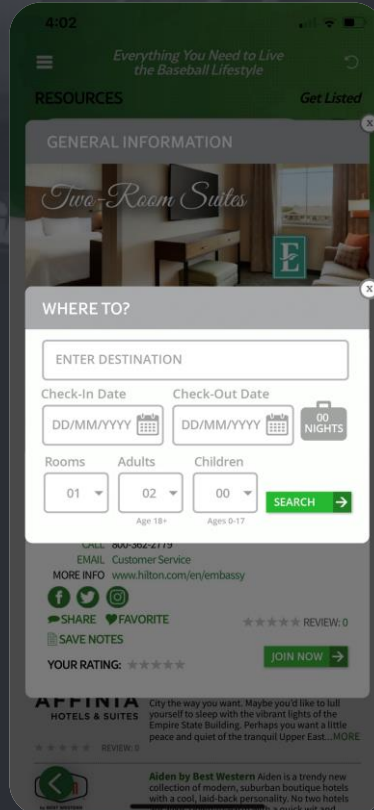 4:02
Everything You Need to Live
the Baseball Lifestyle
RESOURCES
Get Listed
X
GENERAL INFORMATION
Two-Room Suites
E
X
WHERE TO?
ENTER DESTINATION
Check-In Date
Check-Out Date
DD/MM/YYYY
DD/MM/YYYY
00
NIGHTS
Rooms
Adults
Children
01
02
00
SEARCH
Age 18+
Ages 0-17
CALL 800-362-2779
EMAIL Customer Service
MORE INFO www.hilton.com/en/embassy
SHARE
FAVORITE
REVIEW: 0
SAVE NOTES
YOUR RATING:
JOIN NOW
AFFINIA
HOTELS & SUITES
REVIEW: 0
City the way you want. Maybe you'd like to lull
yourself to sleep with the vibrant lights of the
Empire State Building. Perhaps you want a little
peace and quiet of the tranquil Upper East...MORE
Aiden by Best Western Aiden is a trendy new
collection of modern, suburban boutique hotels
with a cool, laid-back personality. No two hotels